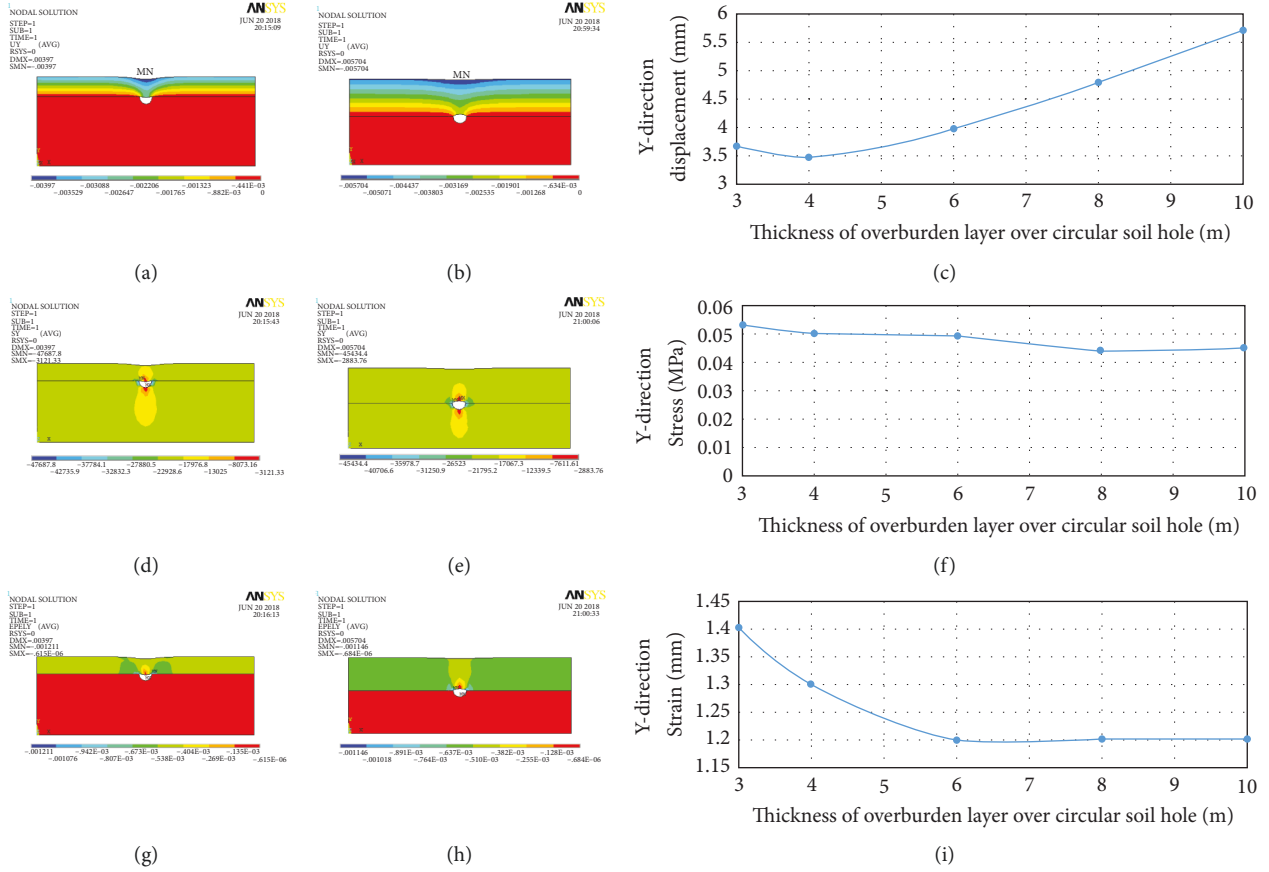 1
NODAL SOLUTION
STEP=1
SUB=1
TIME=1
UY (AVG)
RSYS=0
DMX=.00397
SMN=-.00397
ANSYS
JUN 20 2018
20:15:09
MN
Y
X
-.00397 -.003088 -.002206 -.001323 -.441E-03
-.003529 -.002647 -.001765 -.882E-03 0
(a)
NODAL SOLUTION
STEP=1
SUB=1
TIME=1
UY (AVG)
RSYS=0
DMX=.005704
SMN=-.005704
ANSYS
JUN 20 2018
20:59:34
MN
X
-.005704 -.004437 -.003169 -.001901 -.634E-03
-.005071 -.003803 -.002535 -.001268 0
(b)
Y-direction
displacement (mm)
6
5.5
5
4.5
4
3.5
3
3 4 5 6 7 8 9 10
Thickness of overburden layer over circular soil hole (m)
(c)
1
NODAL SOLUTION
STEP=1
SUB=1
TIME=1
SY (AVG)
RSYS=0
DMX=.00397
SMN=-47687.8
SMX=-3121.33
ANSYS
JUN 20 2018
20:15:43
X
-47687.8 -37784.1 -27880.5 -17976.8 -8073.16
-42735.9 -32832.3 -22928.6 -13025 -3121.33
(d)
NODAL SOLUTION
STEP=1
SUB=1
TIME=1
SY (AVG)
RSYS=0
DMX=.005704
SMN=-45434.4
SMX=-2883.76
ANSYS
JUN 20 2018
21:00:06
X
-45434.4 -35978.7 -26523 -17067.3 -7611.61
-40706.6 -31250.9 -21795.2 -12339.5 -2883.76
(e)
Y-direction
Stress (MPa)
0.06
0.05
0.04
0.03
0.02
0.01
0
3 4 5 6 7 8 9 10
Thickness of overburden layer over circular soil hole (m)
(f)
1
NODAL SOLUTION
STEP=1
SUB=1
TIME=1
EPELY (AVG)
RSYS=0
DMX=.00397
SMN=-.001211
SMX=-.615E-06
ANSYS
JUN 20 2018
20:16:13
Y
X
-.001211 -.942E-03 -.673E-03 -.404E-03 -.135E-03
-.001076 -.807E-03 -.538E-03 -.269E-03 -.615E-06
(g)
NODAL SOLUTION
STEP=1
SUB=1
TIME=1
EPELY (AVG)
RSYS=0
DMX=.005704
SMN=-.001146
SMX=-.684E-06
ANSYS
JUN 20 2018
21:00:33
Y
X
-.001146 -.891E-03 -.637E-03 -.382E-03 -.128E-03
-.001018 -.764E-03 -.510E-03 -.255E-03 -.684E-06
(h)
Y-direction
Strain (mm)
1.45
1.4
1.35
1.3
1.25
1.2
1.15
3 4 5 6 7 8 9 10
Thickness of overburden layer over circular soil hole (m)
(i)